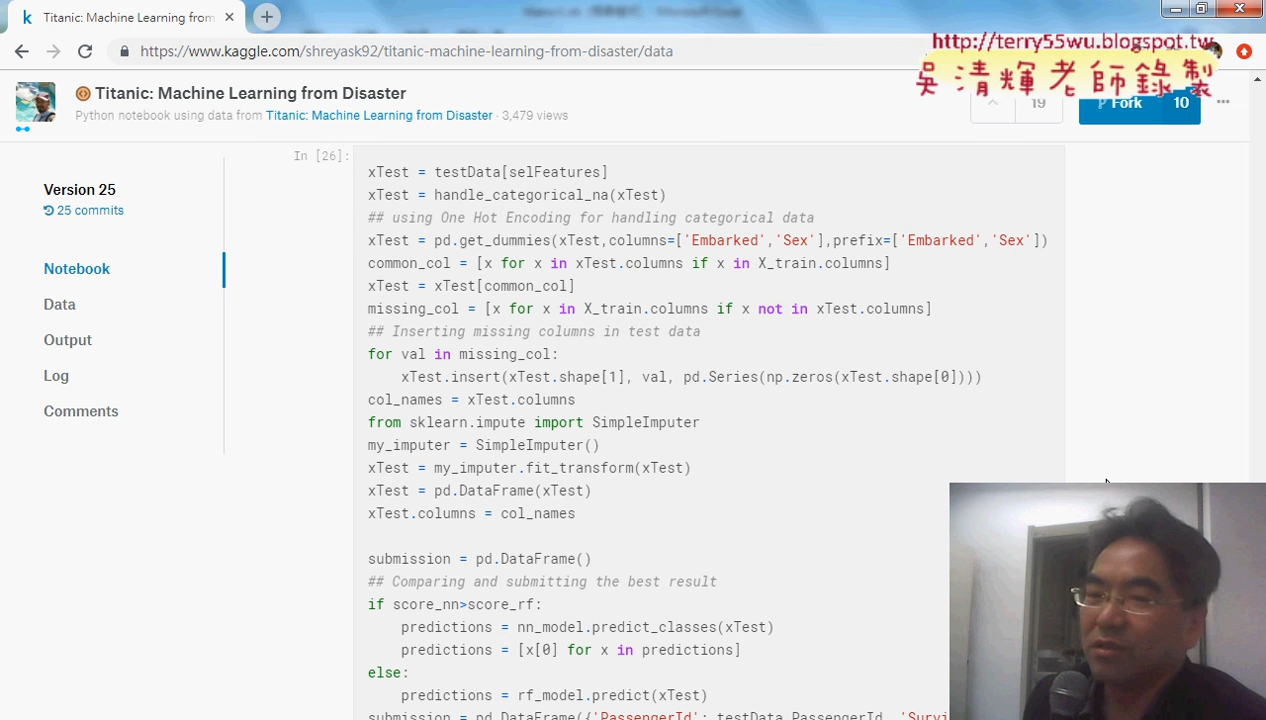 Titanic: Machine Learning from
https://www.kaggle.com/shreyask92/titanic-machine-learning-from-disaster/data
http://terry55wu.blogspot.tw
吳清輝老師錄製
Titanic: Machine Learning from Disaster
Python notebook using data from Titanic: Machine Learning from Disaster · 3,479 views
19
Fork
10
Version 25
25 commits
Notebook
Data
Output
Log
Comments
In [26]:
xTest = testData[selFeatures]
xTest = handle_categorical_na(xTest)
## using One Hot Encoding for handling categorical data
xTest = pd.get_dummies(xTest,columns=['Embarked','Sex'],prefix=['Embarked','Sex'])
common_col = [x for x in xTest.columns if x in X_train.columns]
xTest = xTest[common_col]
missing_col = [x for x in X_train.columns if x not in xTest.columns]
## Inserting missing columns in test data
for val in missing_col:
    xTest.insert(xTest.shape[1], val, pd.Series(np.zeros(xTest.shape[0])))
col_names = xTest.columns
from sklearn.impute import SimpleImputer
my_imputer = SimpleImputer()
xTest = my_imputer.fit_transform(xTest)
xTest = pd.DataFrame(xTest)
xTest.columns = col_names
submission = pd.DataFrame()
## Comparing and submitting the best result
if score_nn>score_rf:
    predictions = nn_model.predict_classes(xTest)
    predictions = [x[0] for x in predictions]
else:
    predictions = rf_model.predict(xTest)
submission = pd.DataFrame({'PassengerId': testData.PassengerId, 'Survi